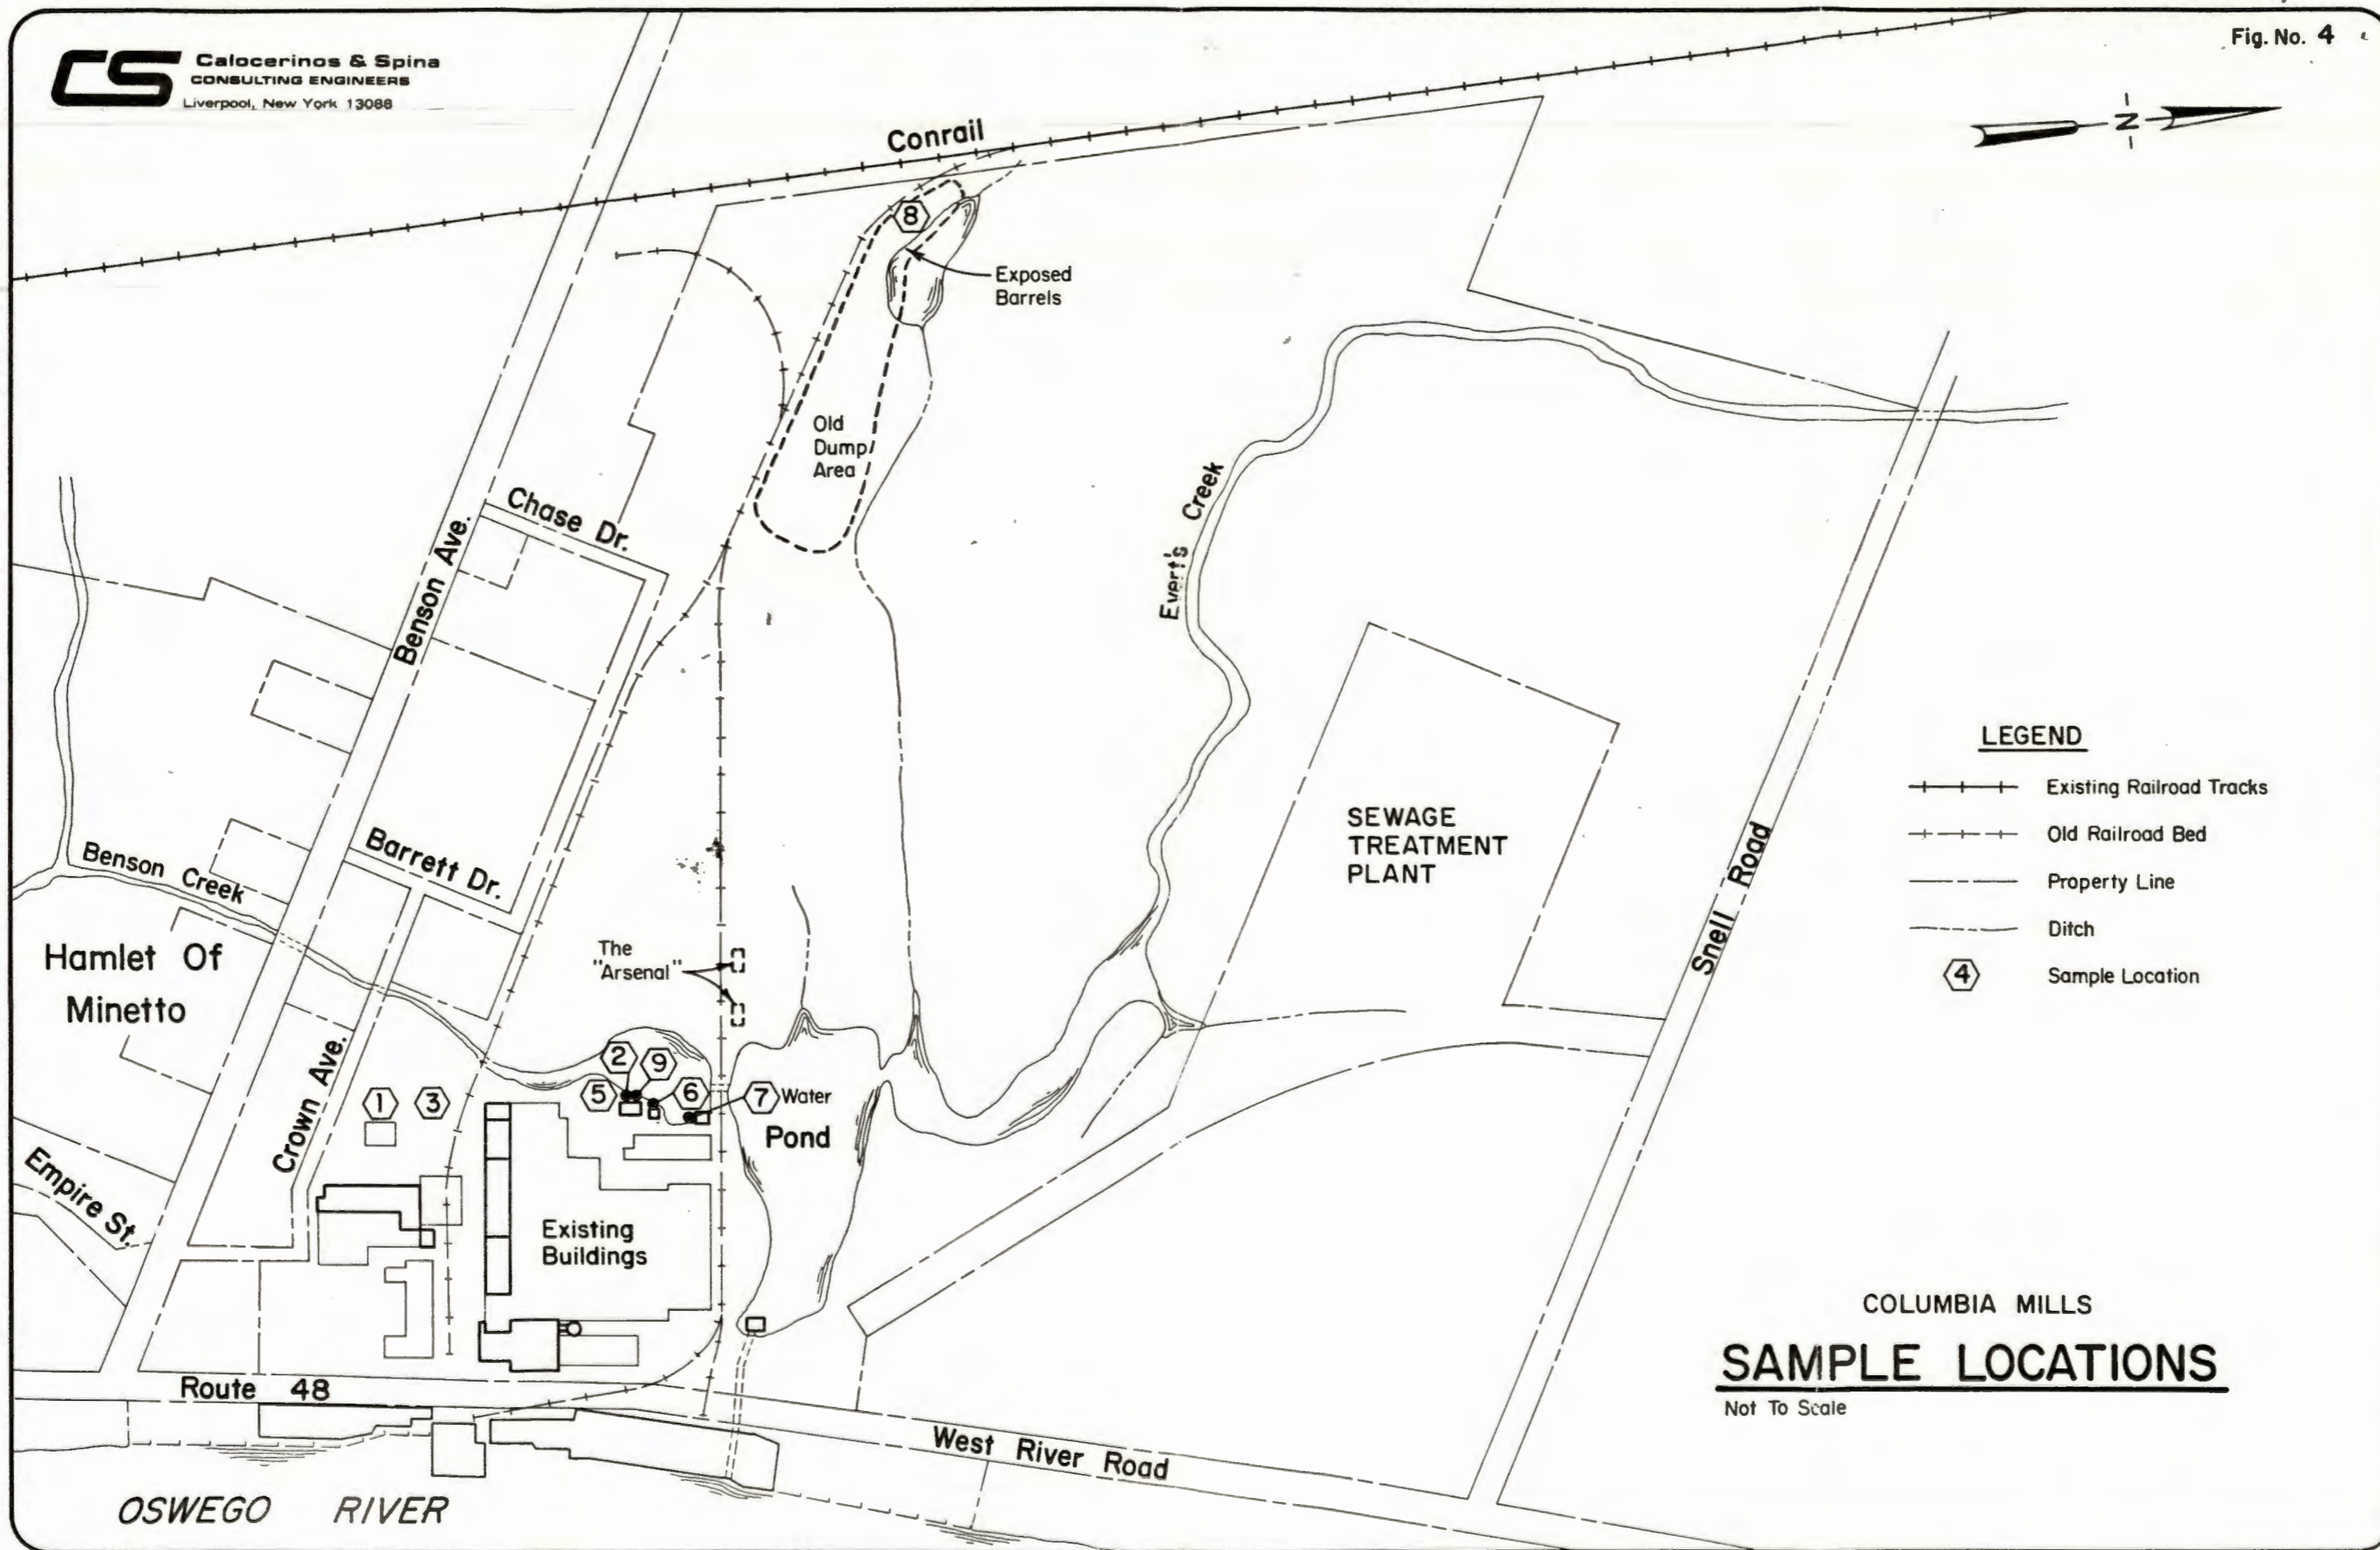 Fig. No. 4
CS
Calocerinos & Spina
CONSULTING ENGINEERS
Liverpool, New York 13088
N
Conrail
8
Exposed
Barrels
Old
Dump
Area
Chase Dr.
Benson Ave.
Evert's Creek
SEWAGE
TREATMENT
PLANT
Snell Road
LEGEND
Existing Railroad Tracks
Old Railroad Bed
Property Line
Ditch
4 Sample Location
Barrett Dr.
Benson Creek
Hamlet Of
Minetto
The
"Arsenal"
Crown Ave.
1
3
2
9
5
6
7
Water
Pond
Empire St.
Existing
Buildings
Route 48
West River Road
OSWEGO RIVER
COLUMBIA MILLS
SAMPLE LOCATIONS
Not To Scale